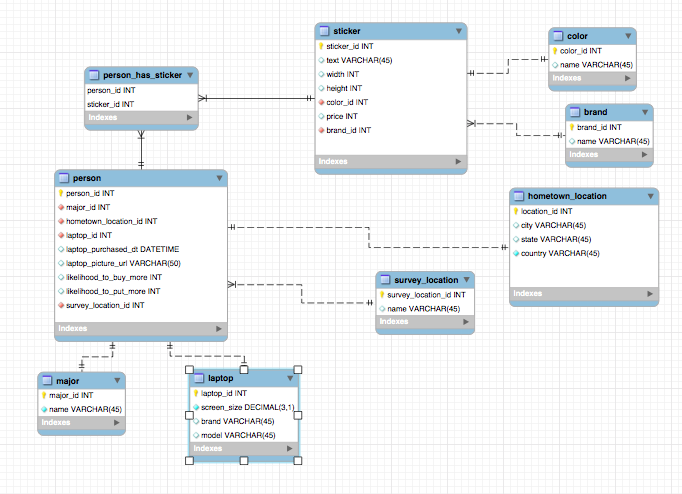 sticker
sticker_id INT
text VARCHAR(45)
width INT
height INT
color_id INT
price INT
brand_id INT
Indexes
color
color_id INT
name VARCHAR(45)
Indexes
person_has_sticker
person_id INT
sticker_id INT
Indexes
brand
brand_id INT
name VARCHAR(45)
Indexes
person
person_id INT
major_id INT
hometown_location_id INT
laptop_id INT
laptop_purchased_dt DATETIME
laptop_picture_url VARCHAR(50)
likelihood_to_buy_more INT
likelihood_to_put_more INT
survey_location_id INT
Indexes
hometown_location
location_id INT
city VARCHAR(45)
state VARCHAR(45)
country VARCHAR(45)
Indexes
survey_location
survey_location_id INT
name VARCHAR(45)
Indexes
major
major_id INT
name VARCHAR(45)
Indexes
laptop
laptop_id INT
screen_size DECIMAL(3,1)
brand VARCHAR(45)
model VARCHAR(45)
Indexes